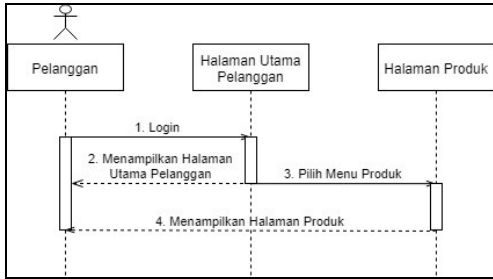 Pelanggan
Halaman Utama
Pelanggan
Halaman Produk
1. Login
2. Menampilkan Halaman
Utama Pelanggan
3. Pilih Menu Produk
4. Menampilkan Halaman Produk